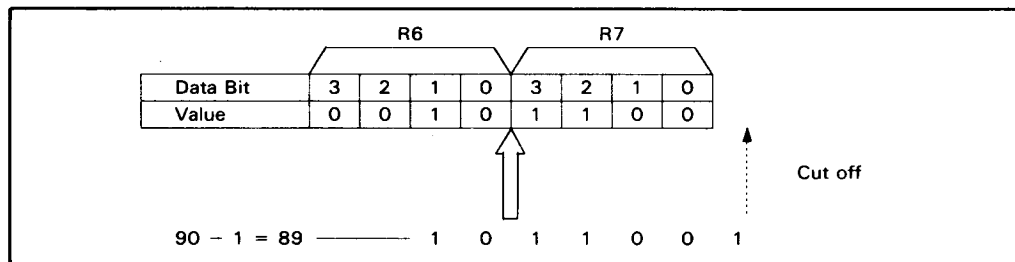 R6 R7
Data Bit 3 2 1 0 3 2 1 0
Value 0 0 1 0 1 1 0 0
Cut off
90 − 1 = 89 1 0 1 1 0 0 1